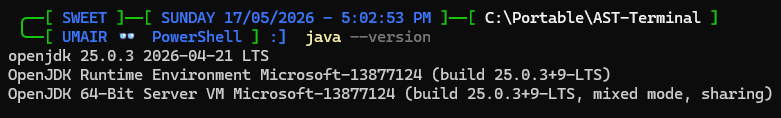 [ SWEET ]—[ SUNDAY 17/05/2026 - 5:02:53 PM ]—[ C:\Portable\AST-Terminal ]
[ UMAIR 👓 PowerShell ] :] java --version
openjdk 25.0.3 2026-04-21 LTS
OpenJDK Runtime Environment Microsoft-13877124 (build 25.0.3+9-LTS)
OpenJDK 64-Bit Server VM Microsoft-13877124 (build 25.0.3+9-LTS, mixed mode, sharing)